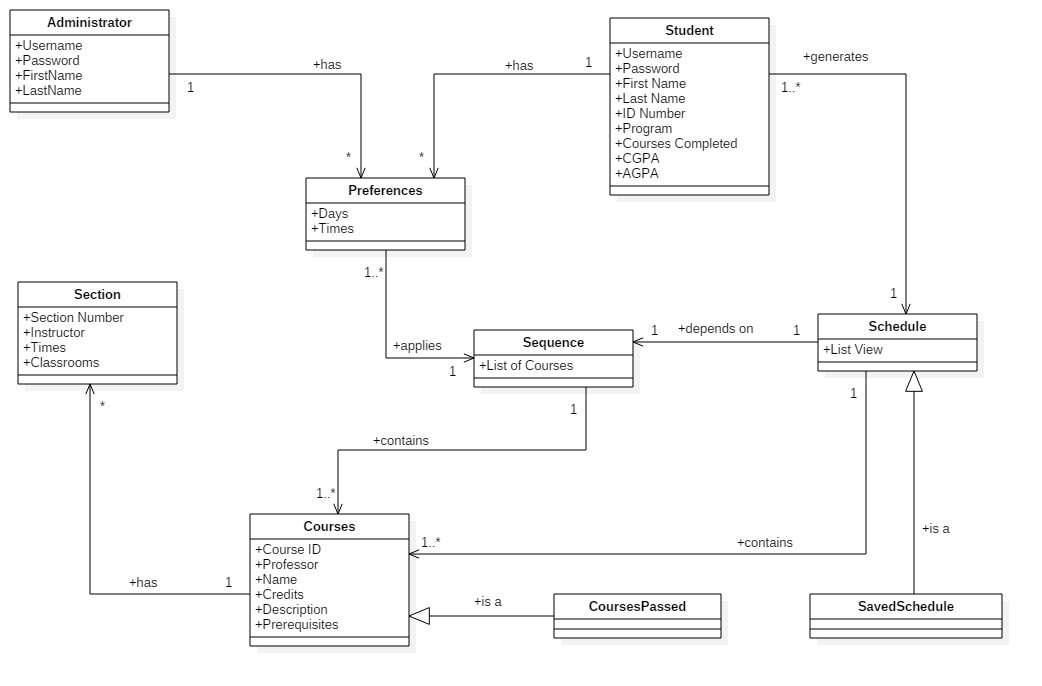 Administrator
+Username
+Password
+FirstName
+LastName
+has
1
*
Student
+Username
+Password
+First Name
+Last Name
+ID Number
+Program
+Courses Completed
+CGPA
+AGPA
+has
1
*
+generates
1..*
1
Preferences
+Days
+Times
1..*
+applies
1
Section
+Section Number
+Instructor
+Times
+Classrooms
*
Sequence
+List of Courses
1
+depends on
1
Schedule
+List View
1
+contains
1..*
1
+contains
1..*
+is a
Courses
+Course ID
+Professor
+Name
+Credits
+Description
+Prerequisites
+has
1
+is a
CoursesPassed
SavedSchedule